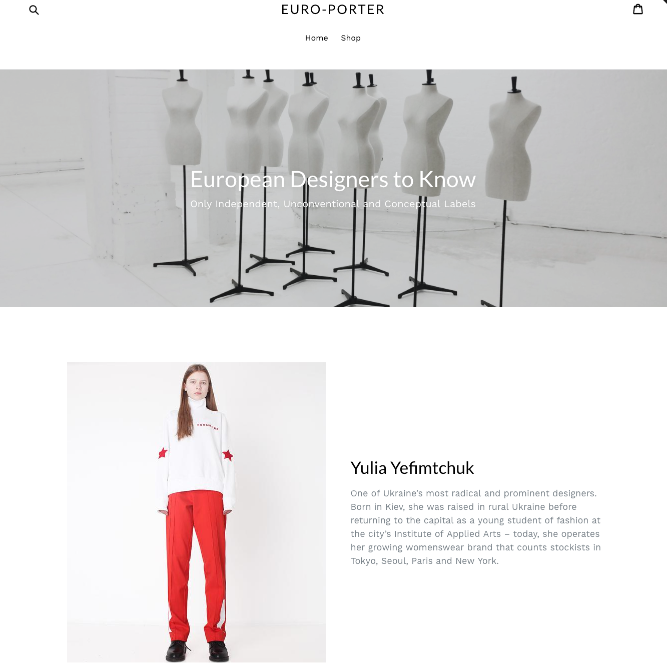 EURO-PORTER
Home Shop
European Designers to Know
Only Independent, Unconventional and Conceptual Labels
Yulia Yefimtchuk
One of Ukraine's most radical and prominent designers.
Born in Kiev, she was raised in rural Ukraine before
returning to the capital as a young student of fashion at
the city's Institute of Applied Arts – today, she operates
her growing womenswear brand that counts stockists in
Tokyo, Seoul, Paris and New York.